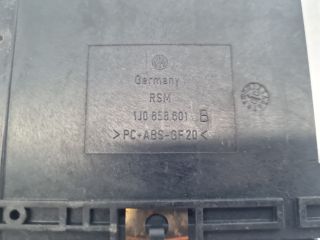 Germany
RSM
1J0 858 601 B
>PC+ABS-GF20<